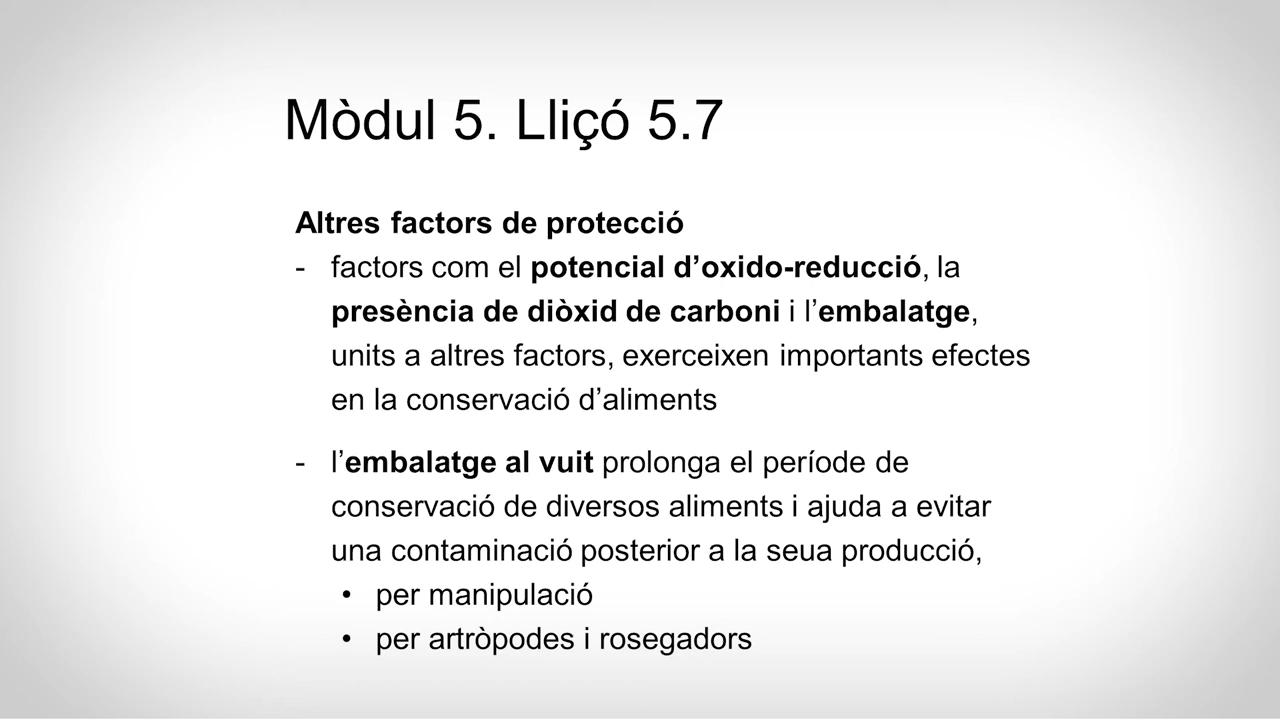 Mòdul 5. Lliçó 5.7
Altres factors de protecció
- factors com el potencial d’oxido-reducció, la
presència de diòxid de carboni i l’embalatge,
units a altres factors, exerceixen importants efectes
en la conservació d’aliments
- l’embalatge al vuit prolonga el període de
conservació de diversos aliments i ajuda a evitar
una contaminació posterior a la seua producció,
• per manipulació
• per artròpodes i rosegadors